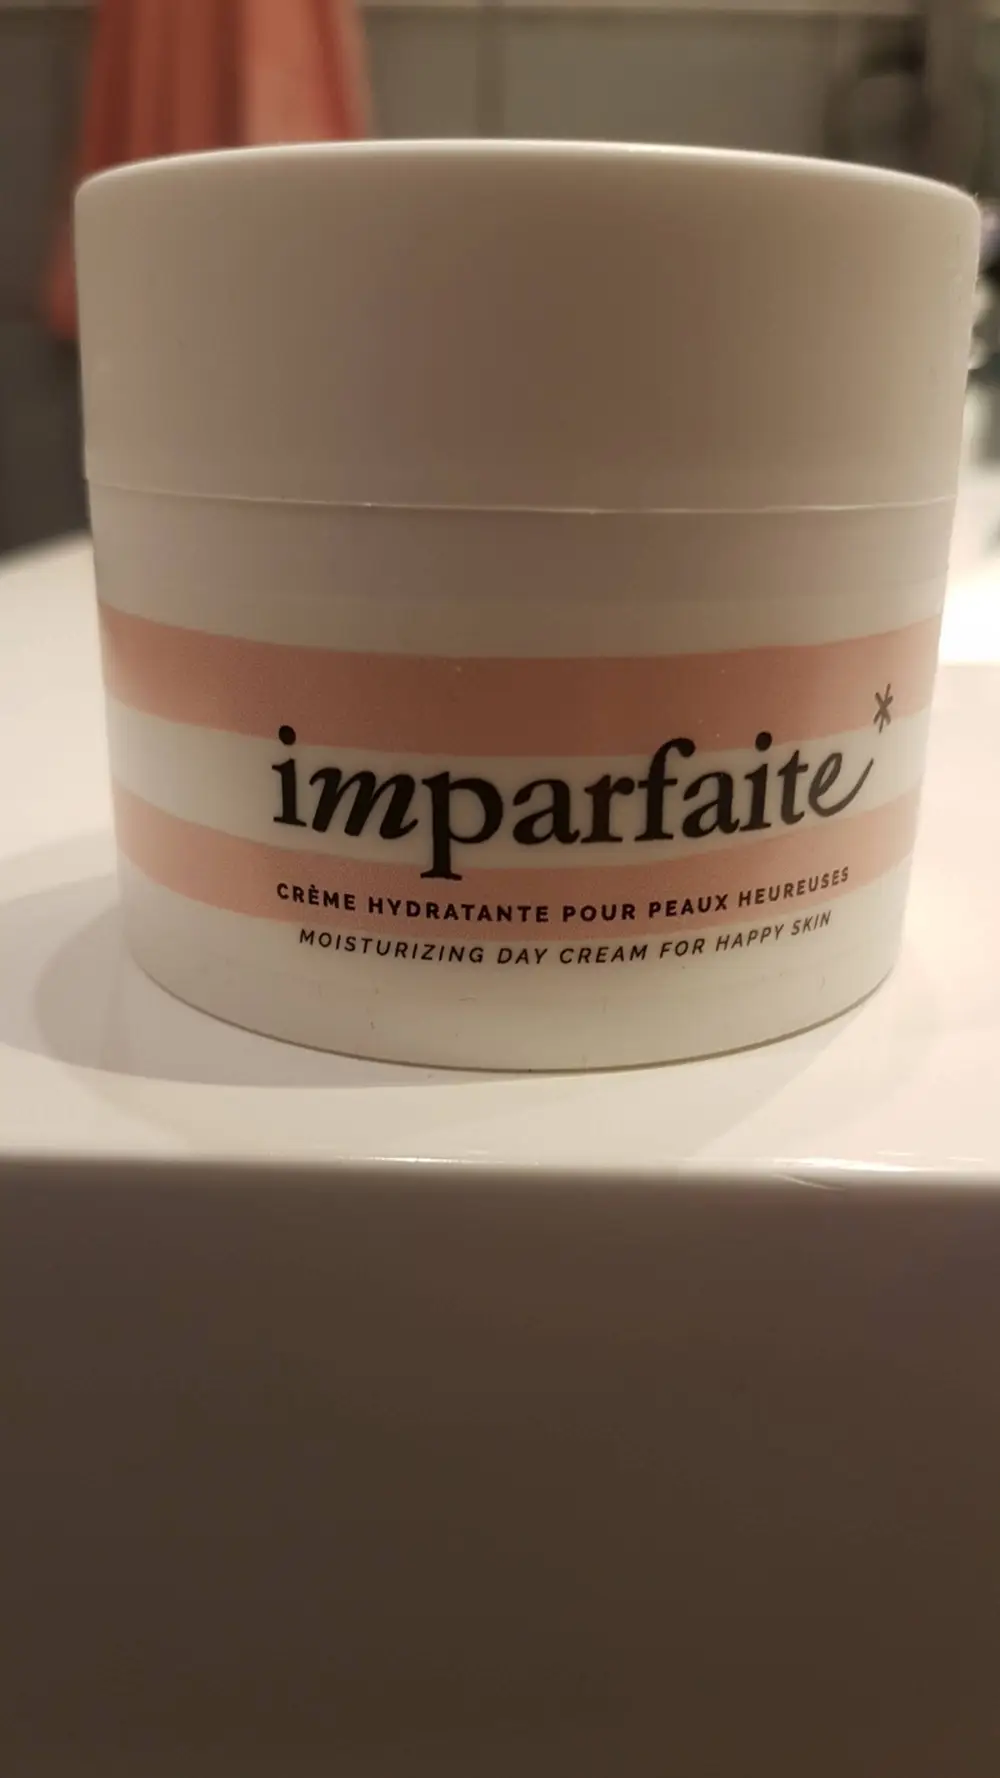 imparfaite*
CRÈME HYDRATANTE POUR PEAUX HEUREUSES
MOISTURIZING DAY CREAM FOR HAPPY SKIN